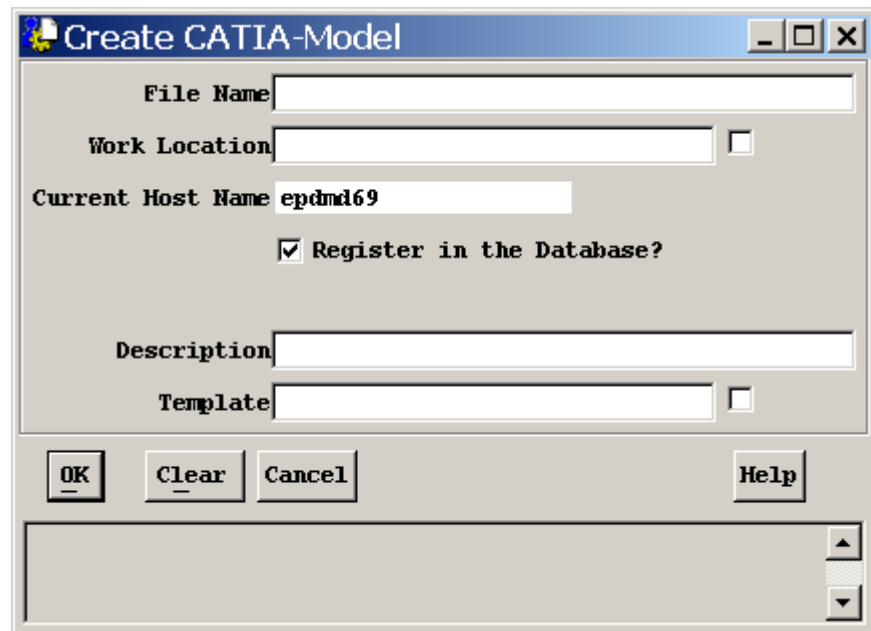 Create CATIA-Model
File Name
Work Location
Current Host Name epdmd69
Register in the Database?
Description
Template
OK Clear Cancel Help